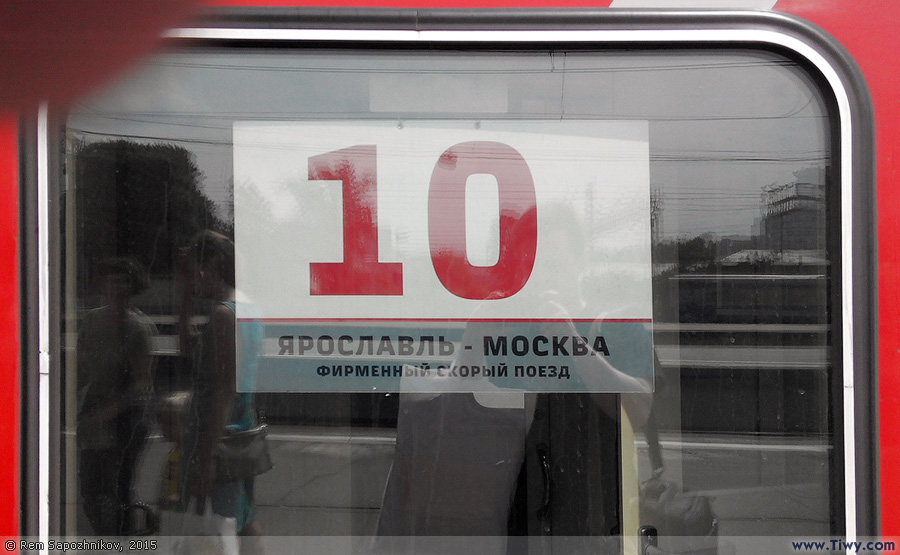 10
ЯРОСЛАВЛЬ - МОСКВА
ФИРМЕННЫЙ СКОРЫЙ ПОЕЗД
© Rem Sapozhnikov, 2015
www.Tiwy.com